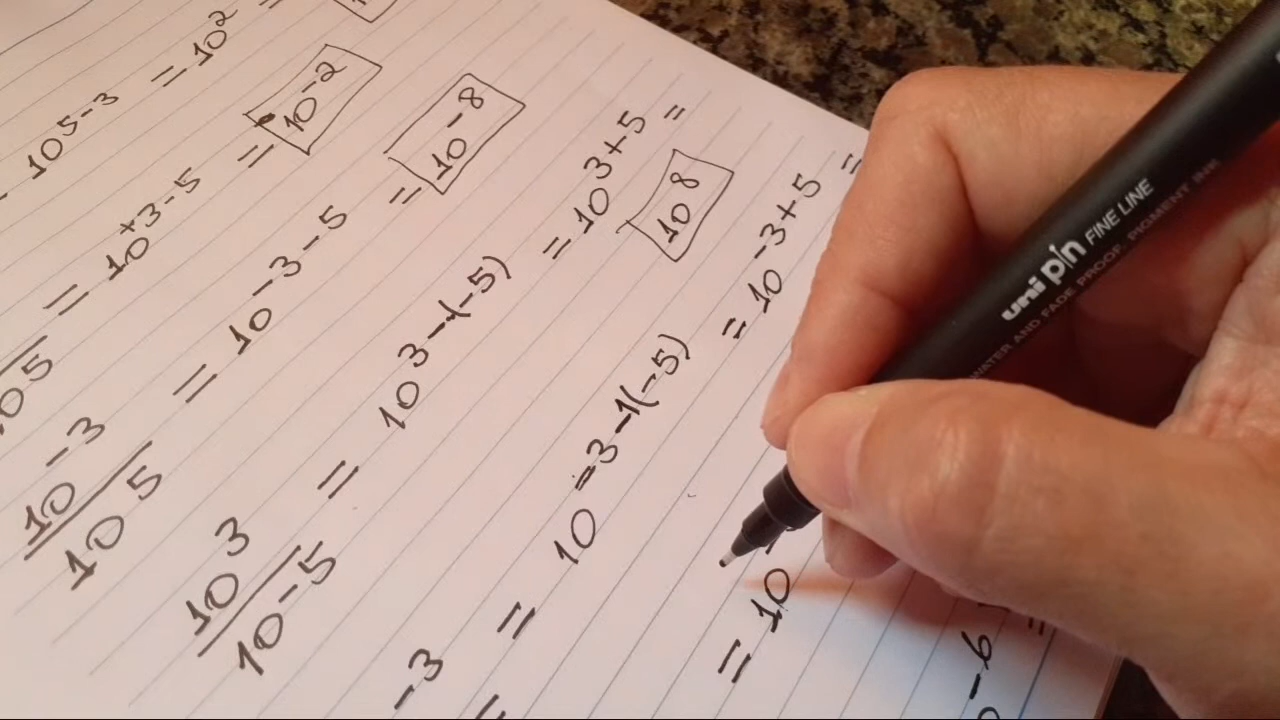 10^5-3 = 10^2 =
10^5 = 10^+3-5 = 10^-2
10^-3/10^5 = 10^-3-5 = 10^-8
10^3/10^-5 = 10^3-(-5) = 10^3+5 =
10^8
-3 = 10^-3-1(-5) = 10^-3+5 =
= = 10
-6 =
uni pin FINE LINE
WATER AND FADE PROOF, PIGMENT INK